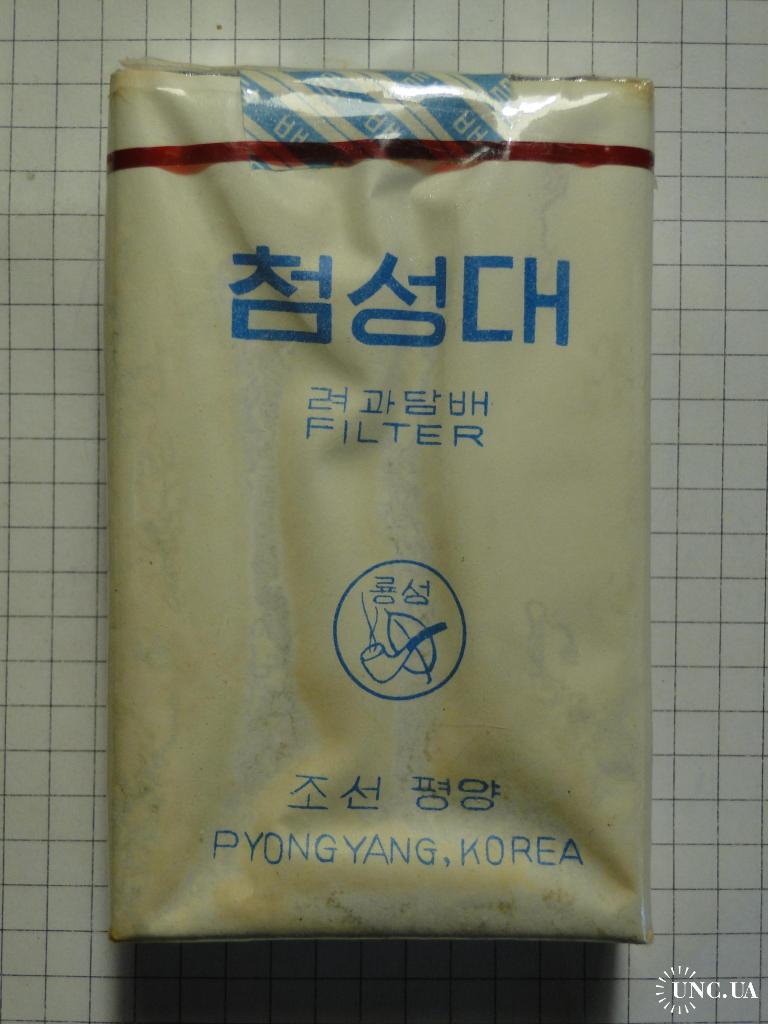 첨성대
려과담배
FILTER
룡성
조선 평양
PYONGYANG, KOREA
UNC.UA